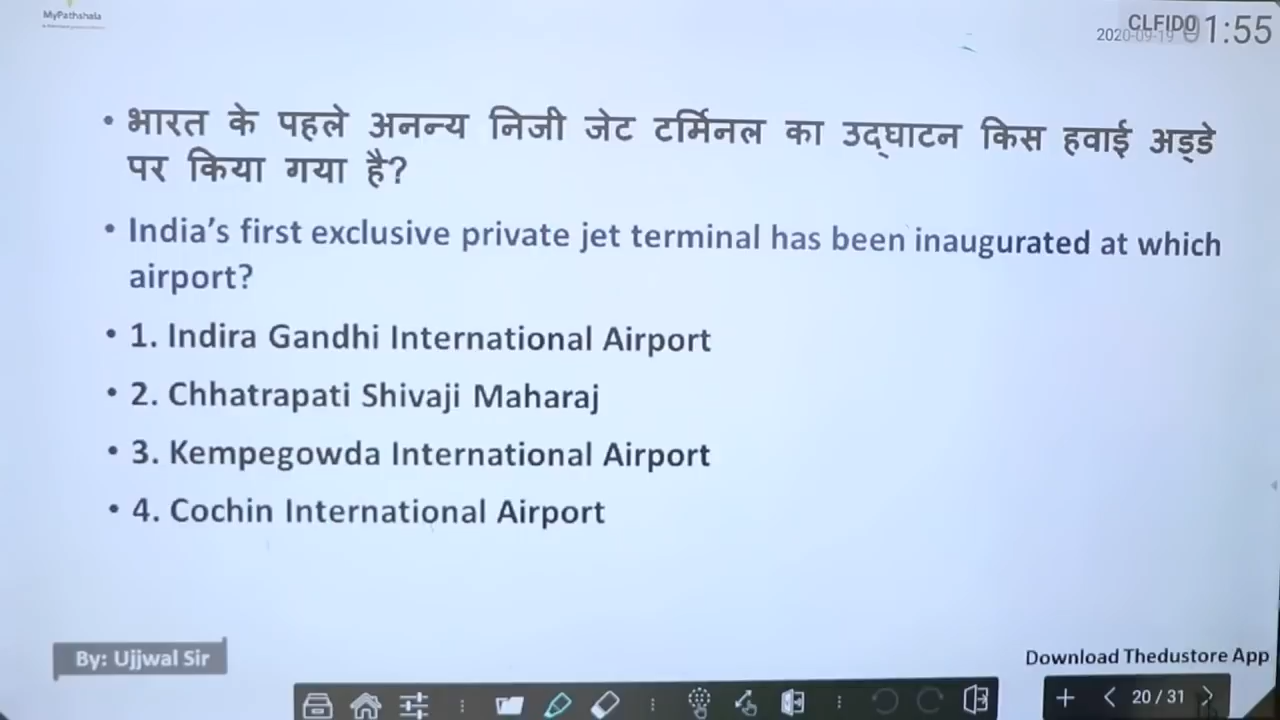 MyPathshala
CLFID0
2020-09-19 01:55
• भारत के पहले अनन्य निजी जेट टर्मिनल का उद्घाटन किस हवाई अड्डे
पर किया गया है?
• India's first exclusive private jet terminal has been inaugurated at which
airport?
• 1. Indira Gandhi International Airport
• 2. Chhatrapati Shivaji Maharaj
• 3. Kempegowda International Airport
• 4. Cochin International Airport
By: Ujjwal Sir
Download Thedustore App
20 / 31